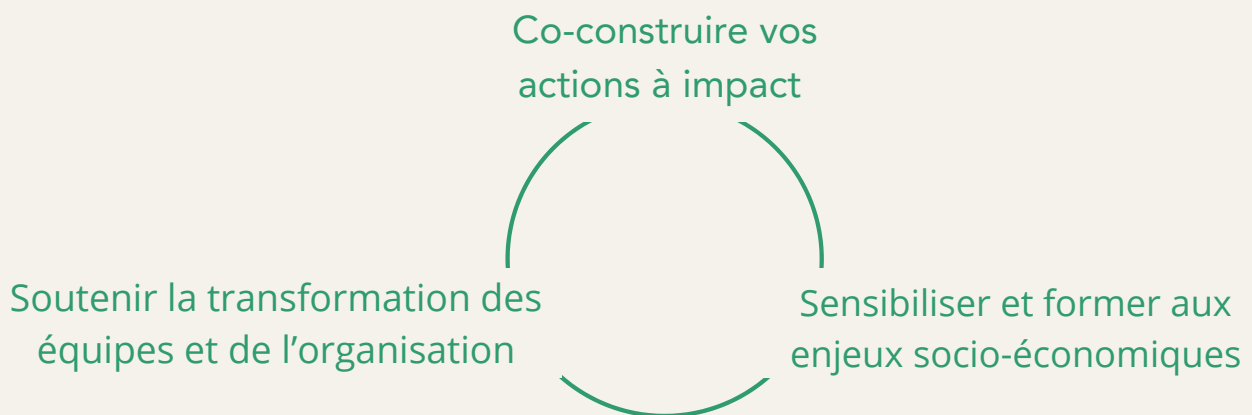 Co-construire vos
actions à impact
Soutenir la transformation des
équipes et de l’organisation
Sensibiliser et former aux
enjeux socio-économiques